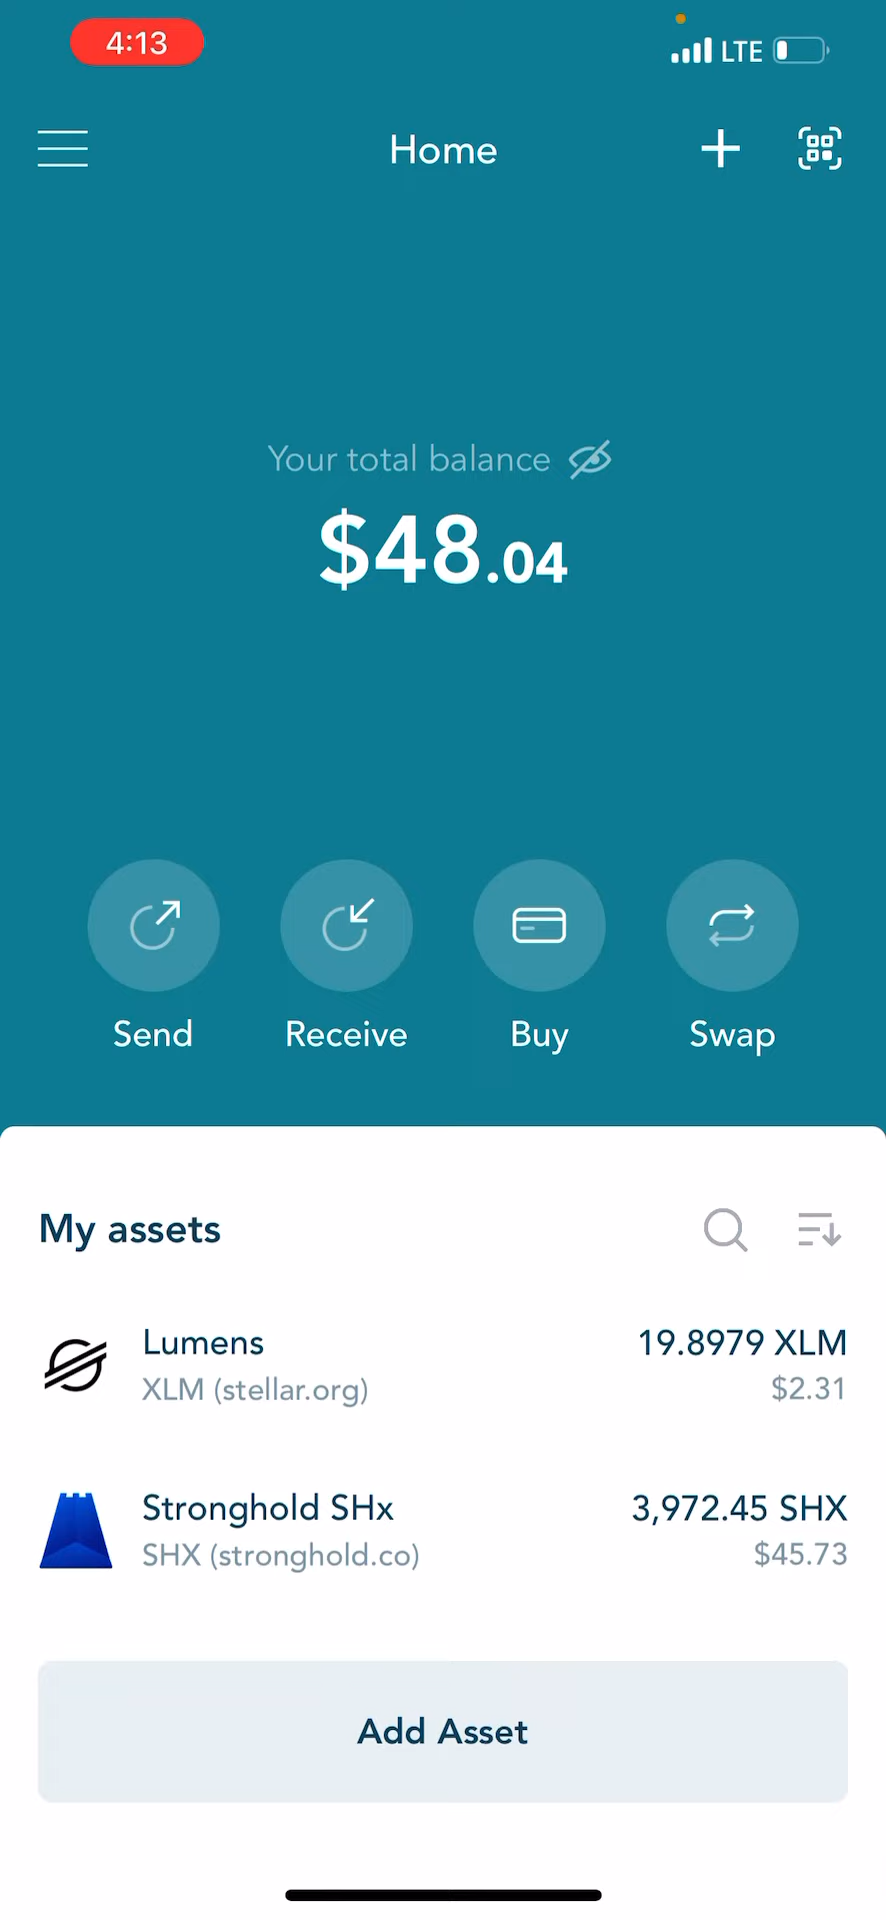 4:13
LTE
Home
Your total balance
$48.04
Send
Receive
Buy
Swap
My assets
Lumens
19.8979 XLM
XLM (stellar.org)
$2.31
Stronghold SHx
3,972.45 SHX
SHX (stronghold.co)
$45.73
Add Asset